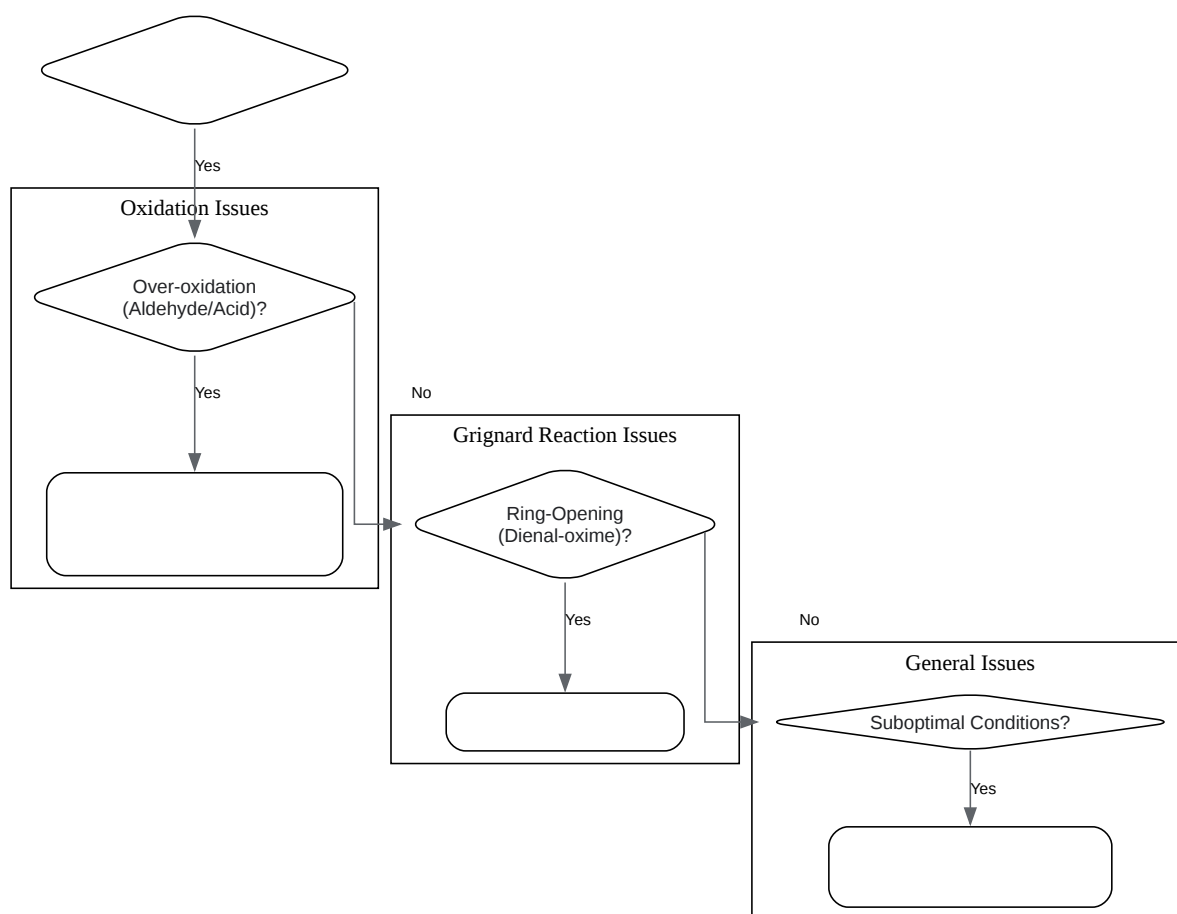 Yes
Oxidation Issues
Over-oxidation
(Aldehyde/Acid)?
Yes
No
Grignard Reaction Issues
Ring-Opening
(Dienal-oxime)?
Yes
No
General Issues
Suboptimal Conditions?
Yes